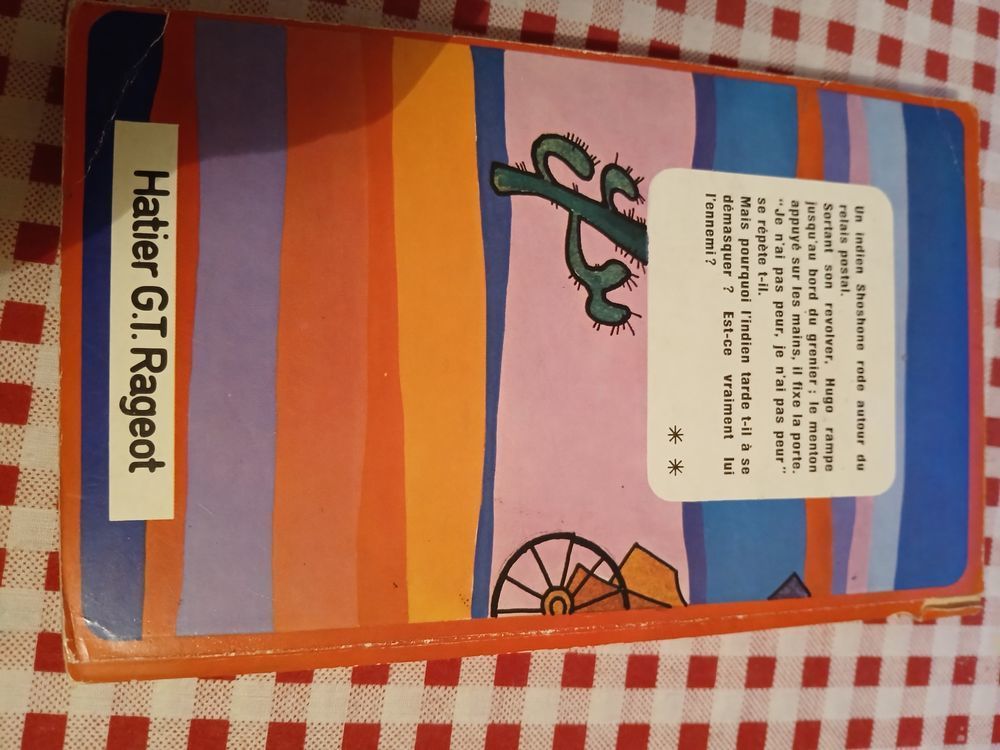 Un indien Shoshone rode autour du
relais postal.
Sortant son revolver, Hugo rampe
jusqu'au bord du grenier ; le menton
appuyé sur les mains, il fixe la porte.
"Je n'ai pas peur, je n'ai pas peur"
se répète t-il.
Mais pourquoi l'indien tarde t-il à se
démasquer ? Est-ce vraiment lui
l'ennemi ?
* *
Hatier G.T. Rageot